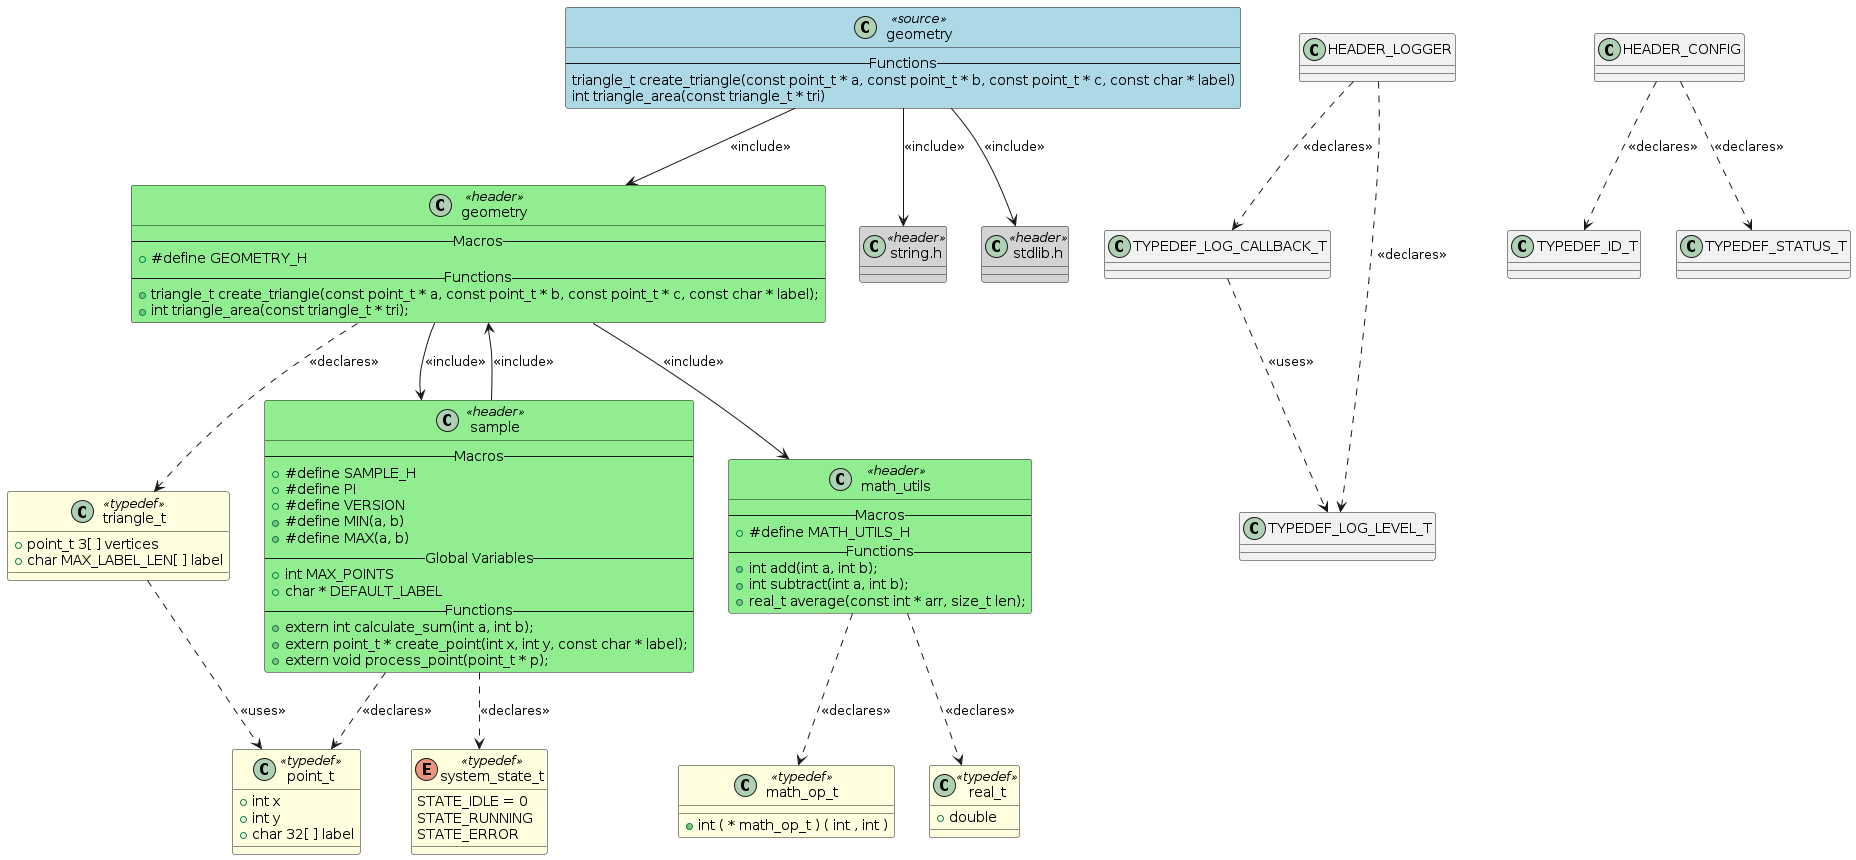 C «source»
geometry
Functions
triangle_t create_triangle(const point_t * a, const point_t * b, const point_t * c, const char * label)
int triangle_area(const triangle_t * tri)
C HEADER_LOGGER
C HEADER_CONFIG
«include»
«include»
«include»
«declares»
«declares»
«declares»
C «header»
geometry
Macros
#define GEOMETRY_H
Functions
triangle_t create_triangle(const point_t * a, const point_t * b, const point_t * c, const char * label);
int triangle_area(const triangle_t * tri);
C «header»
string.h
C «header»
stdlib.h
C TYPEDEF_LOG_CALLBACK_T
«declares»
C TYPEDEF_ID_T
C TYPEDEF_STATUS_T
«declares»
«include»
«include»
«include»
«uses»
C «header»
sample
Macros
#define SAMPLE_H
#define PI
#define VERSION
#define MIN(a, b)
#define MAX(a, b)
Global Variables
int MAX_POINTS
char * DEFAULT_LABEL
Functions
extern int calculate_sum(int a, int b);
extern point_t * create_point(int x, int y, const char * label);
extern void process_point(point_t * p);
C «header»
math_utils
Macros
#define MATH_UTILS_H
Functions
int add(int a, int b);
int subtract(int a, int b);
real_t average(const int * arr, size_t len);
C «typedef»
triangle_t
point_t 3[ ] vertices
char MAX_LABEL_LEN[ ] label
C TYPEDEF_LOG_LEVEL_T
«uses»
«declares»
«declares»
«declares»
«declares»
C «typedef»
point_t
int x
int y
char 32[ ] label
E «typedef»
system_state_t
STATE_IDLE = 0
STATE_RUNNING
STATE_ERROR
C «typedef»
math_op_t
int ( * math_op_t ) ( int , int )
C «typedef»
real_t
double